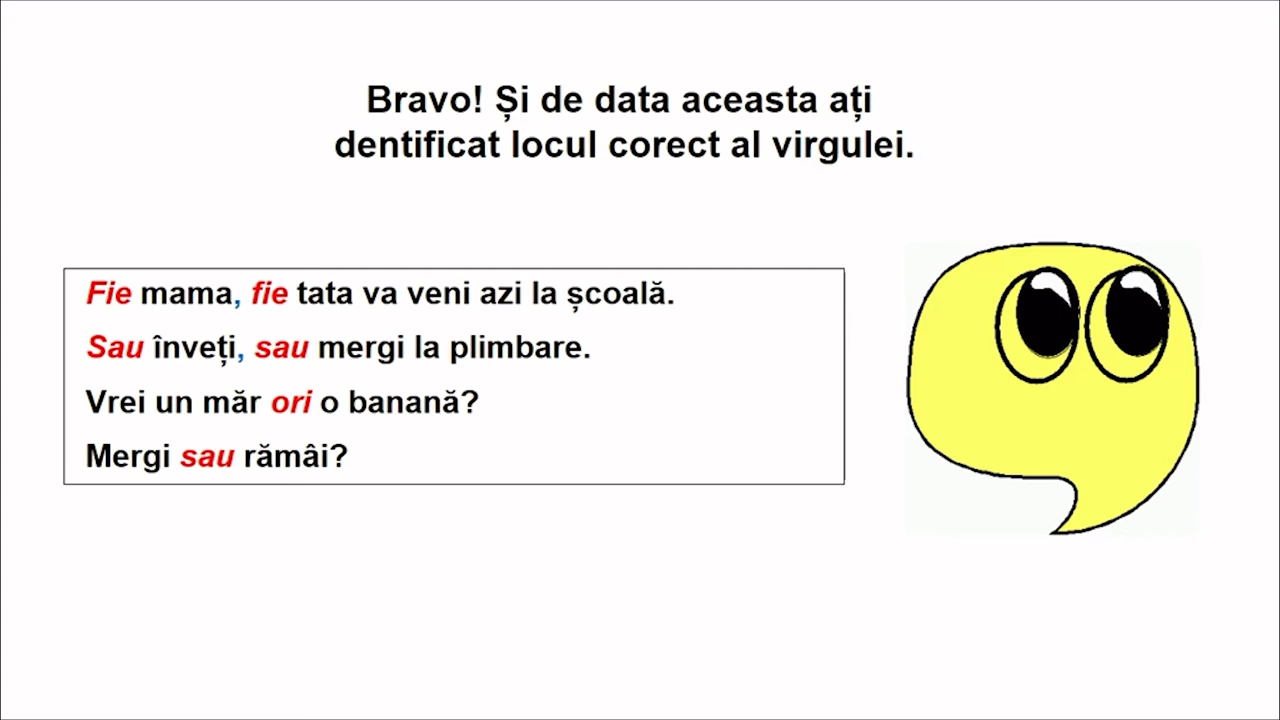 Bravo! Și de data aceasta ați
dentificat locul corect al virgulei.
Fie mama, fie tata va veni azi la școală.
Sau înveți, sau mergi la plimbare.
Vrei un măr ori o banană?
Mergi sau rămâi?